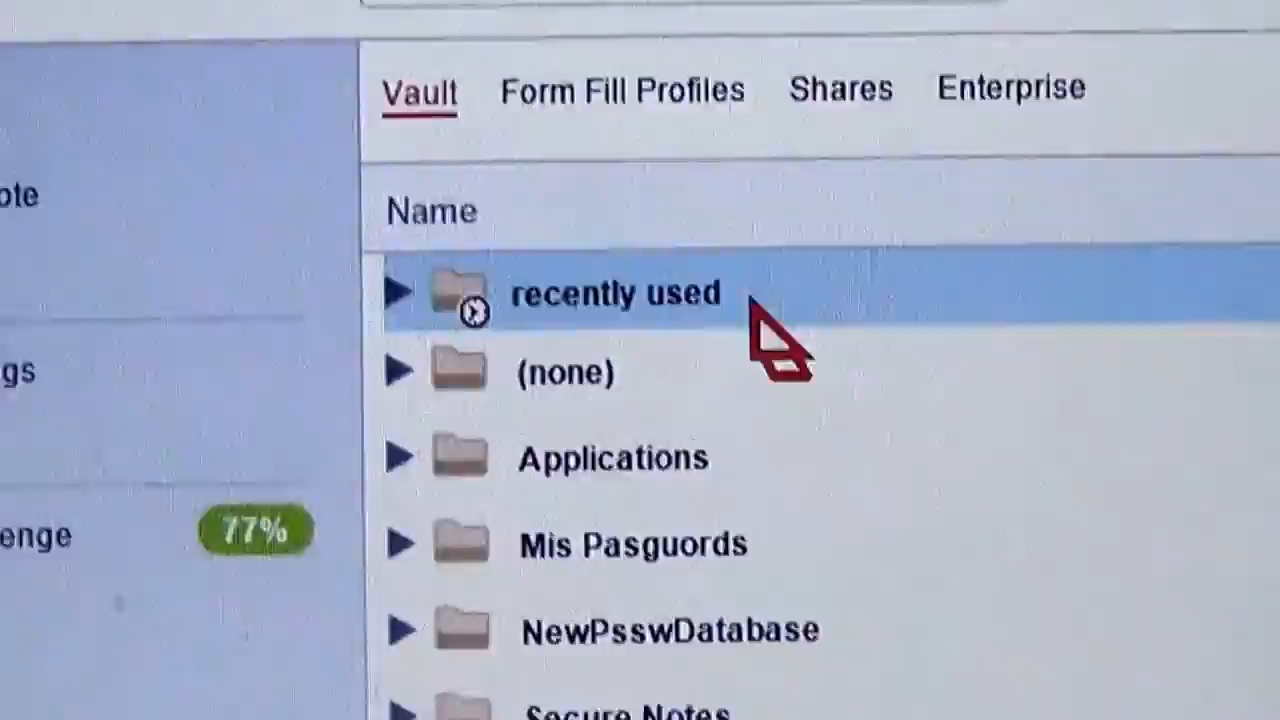 Vault Form Fill Profiles Shares Enterprise
ote
Name
recently used
gs
(none)
Applications
enge 77%
Mis Pasguords
NewPsswDatabase
Secure Notes